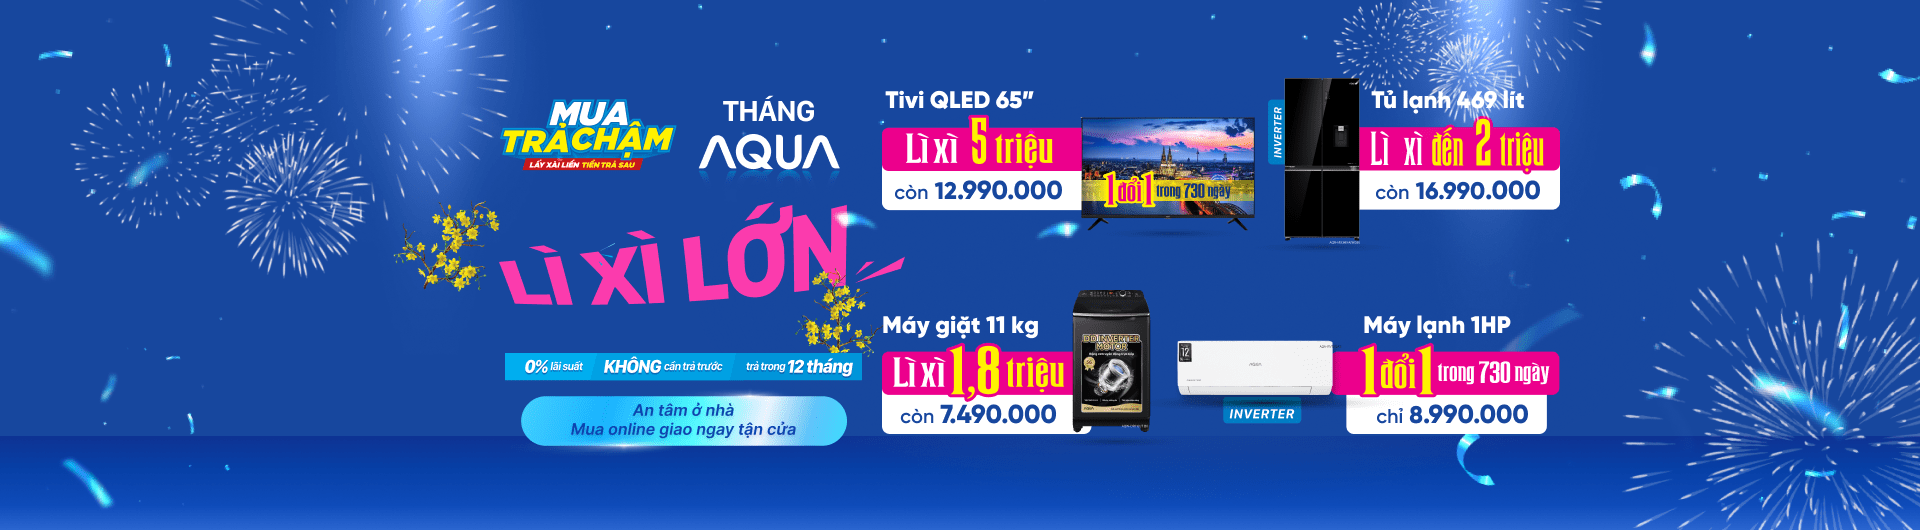 MUA
TRẢ CHẬM
LẤY XÀI LIỀN TIỀN TRẢ SAU
THÁNG
AQUA
LÌ XÌ LỚN
0% lãi suất KHÔNG cần trả trước trả trong 12 tháng
An tâm ở nhà
Mua online giao ngay tận cửa
Tivi QLED 65"
Lì xì 5 triệu
còn 12.990.000
1 đổi 1 trong 730 ngày
INVERTER
Tủ lạnh 469 lít
Lì xì đến 2 triệu
còn 16.990.000
Máy giặt 11 kg
Lì xì 1,8 triệu
còn 7.490.000
DD INVERTER
MOTOR
AQUA
INVERTER
Máy lạnh 1HP
1 đổi 1 trong 730 ngày
chỉ 8.990.000